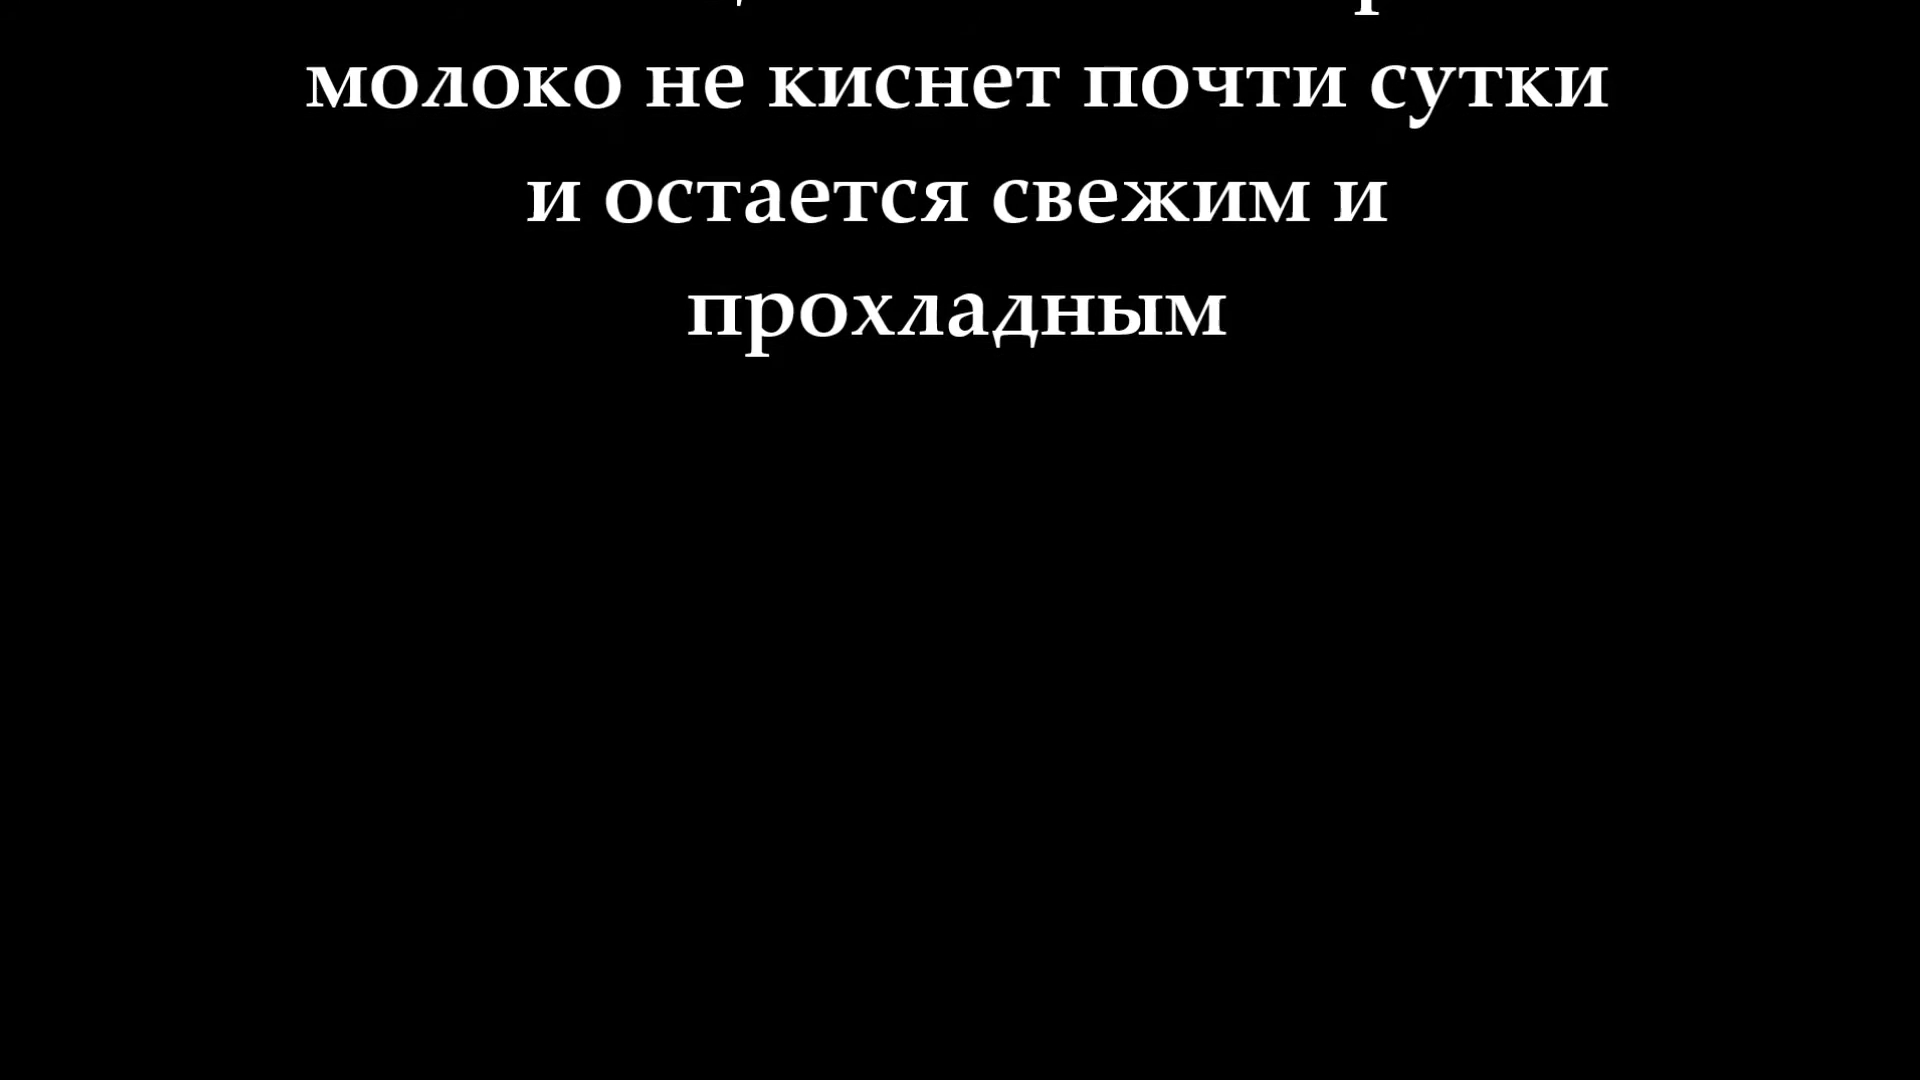 молоко не киснет почти сутки
и остается свежим и
прохладным